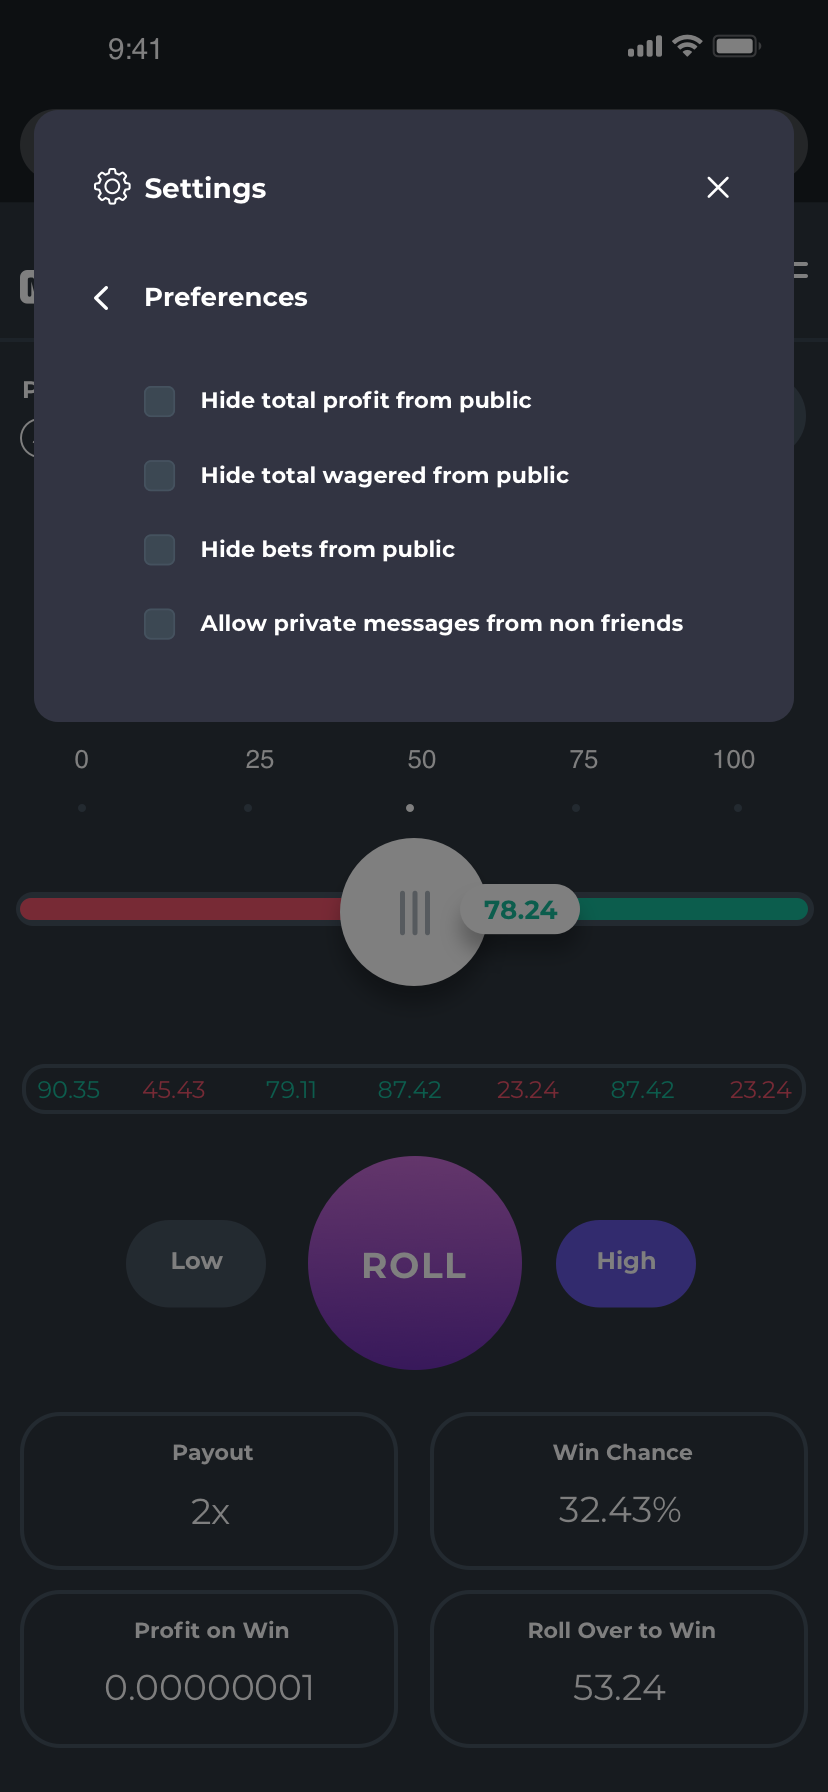 9:41
Settings
Preferences
Hide total profit from public
Hide total wagered from public
Hide bets from public
Allow private messages from non friends
0 25 50 75 100
78.24
90.35 45.43 79.11 87.42 23.24 87.42 23.24
Low ROLL High
Payout Win Chance
2x 32.43%
Profit on Win Roll Over to Win
0.00000001 53.24